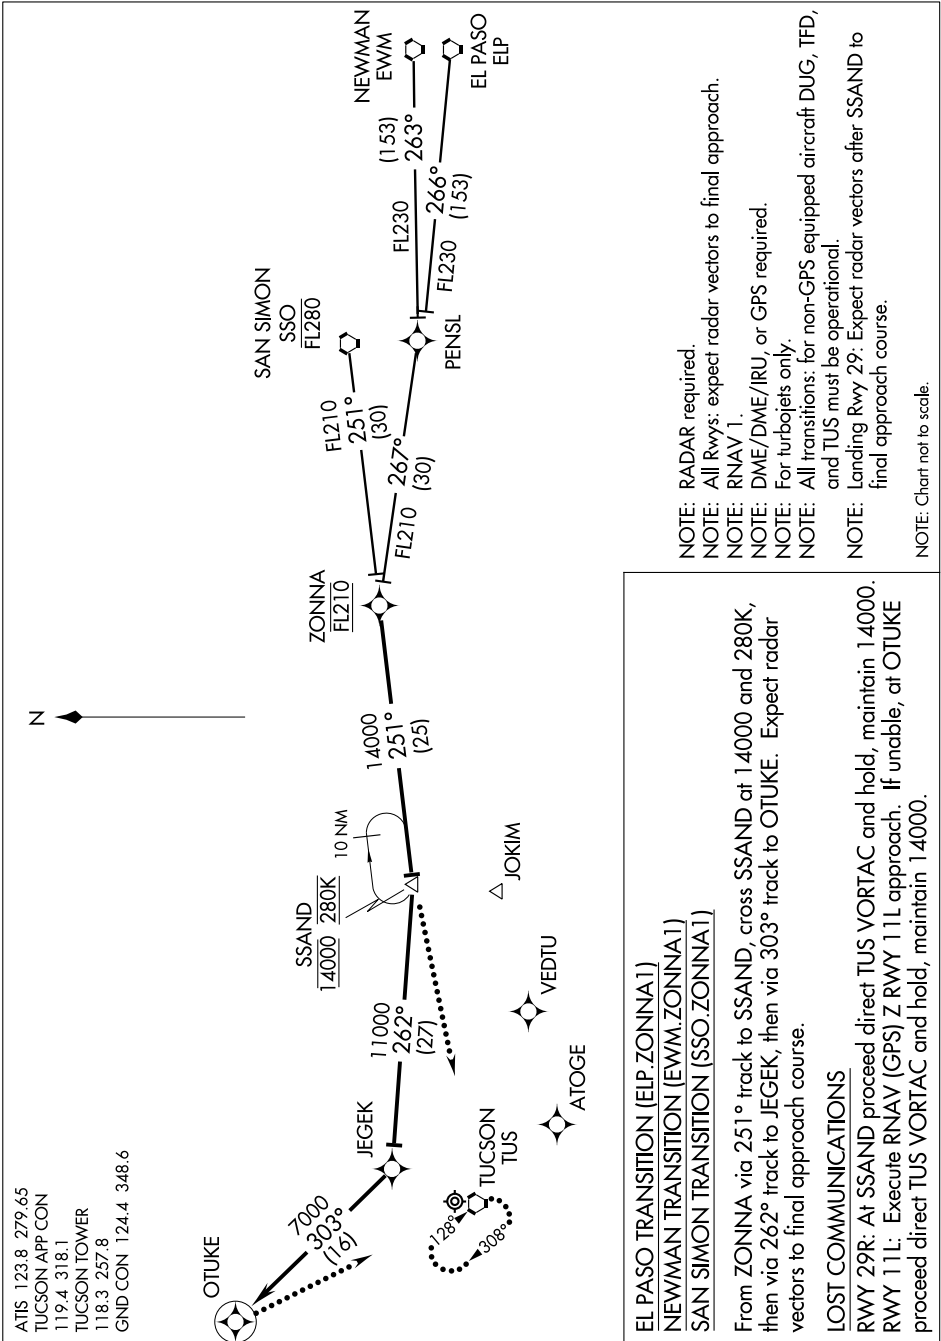 ATIS 123.8 279.65
TUCSON APP CON
119.4 318.1
TUCSON TOWER
118.3 257.8
GND CON 124.4 348.6
N
OTUKE
7000
303°
(16)
JEGEK
11000
262°
(27)
SSAND
14000 280K
10 NM
14000
251°
(25)
ZONNA
FL210
FL210
251°
(30)
SAN SIMON
SSO
FL280
FL210
267°
(30)
PENSL
FL230
(153)
263°
NEWMAN
EWM
FL230
266°
(153)
EL PASO
ELP
TUCSON
TUS
128°
308°
ATOGE
VEDTU
JOKIM
EL PASO TRANSITION (ELP.ZONNA1)
NEWMAN TRANSITION (EWM.ZONNA1)
SAN SIMON TRANSITION (SSO.ZONNA1)
From ZONNA via 251° track to SSAND, cross SSAND at 14000 and 280K,
then via 262° track to JEGEK, then via 303° track to OTUKE. Expect radar
vectors to final approach course.
LOST COMMUNICATIONS
RWY 29R: At SSAND proceed direct TUS VORTAC and hold, maintain 14000.
RWY 11L: Execute RNAV (GPS) Z RWY 11L approach. If unable, at OTUKE
proceed direct TUS VORTAC and hold, maintain 14000.
NOTE: RADAR required.
NOTE: All Rwys: expect radar vectors to final approach.
NOTE: RNAV 1.
NOTE: DME/DME/IRU, or GPS required.
NOTE: For turbojets only.
NOTE: All transitions: for non-GPS equipped aircraft DUG, TFD,
and TUS must be operational.
NOTE: Landing Rwy 29: Expect radar vectors after SSAND to
final approach course.
NOTE: Chart not to scale.